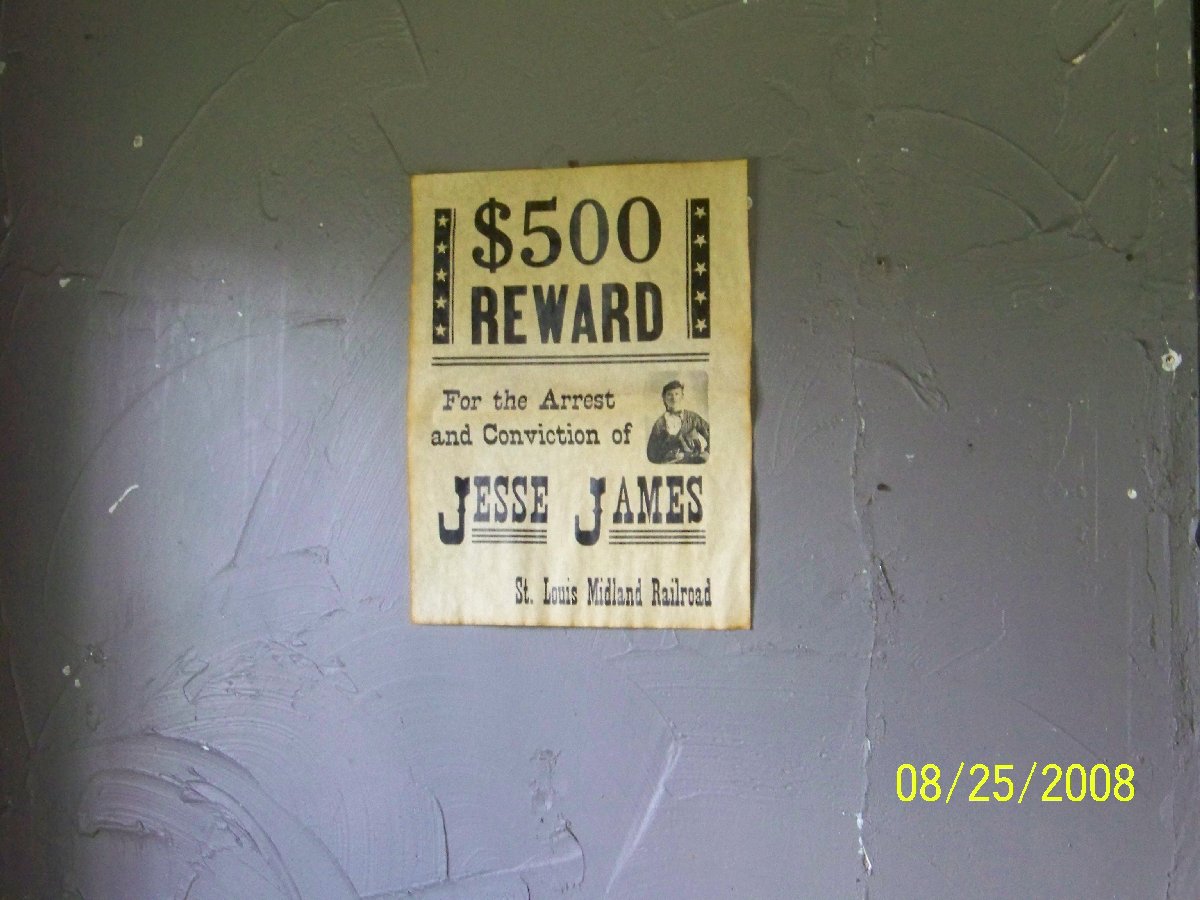 $500
REWARD
For the Arrest
and Conviction of
JESSE JAMES
St. Louis Midland Railroad
08/25/2008